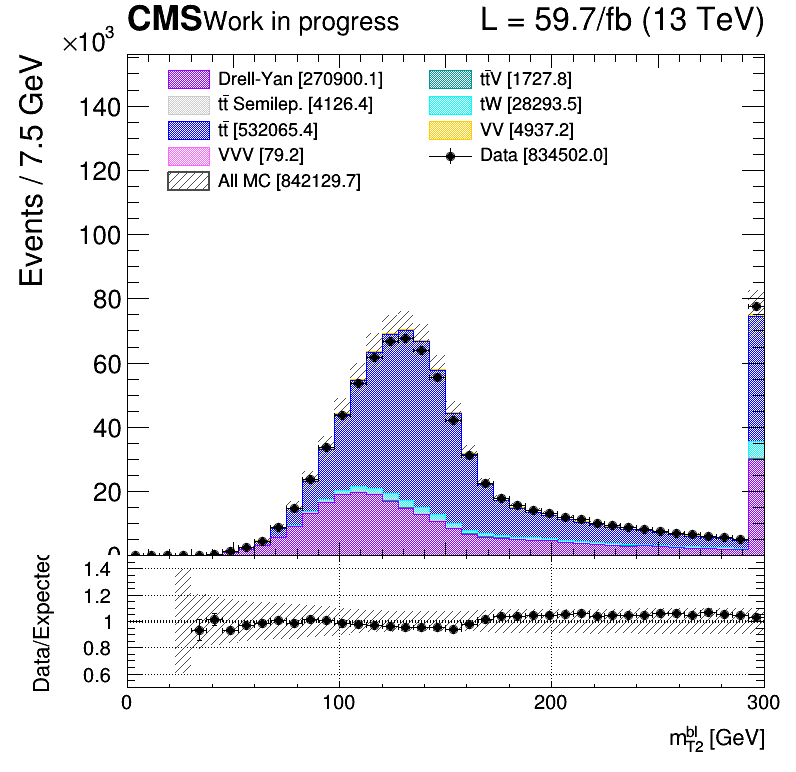 CMS Work in progress L = 59.7/fb (13 TeV)
×10³
Events / 7.5 GeV
Drell-Yan [270900.1]
tt̄V [1727.8]
tt̄ Semilep. [4126.4]
tW [28293.5]
tt̄ [532065.4]
VV [4937.2]
VVV [79.2]
Data [834502.0]
All MC [842129.7]
140
120
100
80
60
40
20
0
Data/Expected
1.4
1.2
1
0.8
0.6
0 100 200 300
m_T2^bl [GeV]